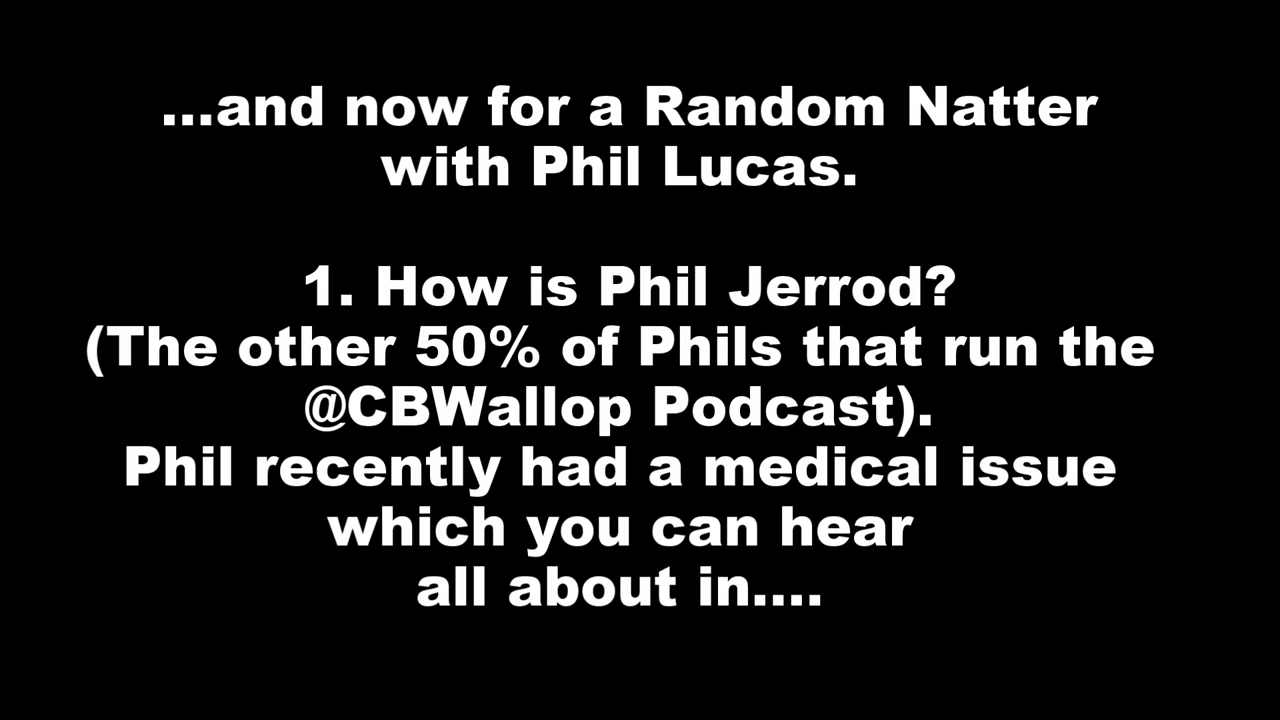 ...and now for a Random Natter
with Phil Lucas.
1. How is Phil Jerrod?
(The other 50% of Phils that run the
@CBWallop Podcast).
Phil recently had a medical issue
which you can hear
all about in....